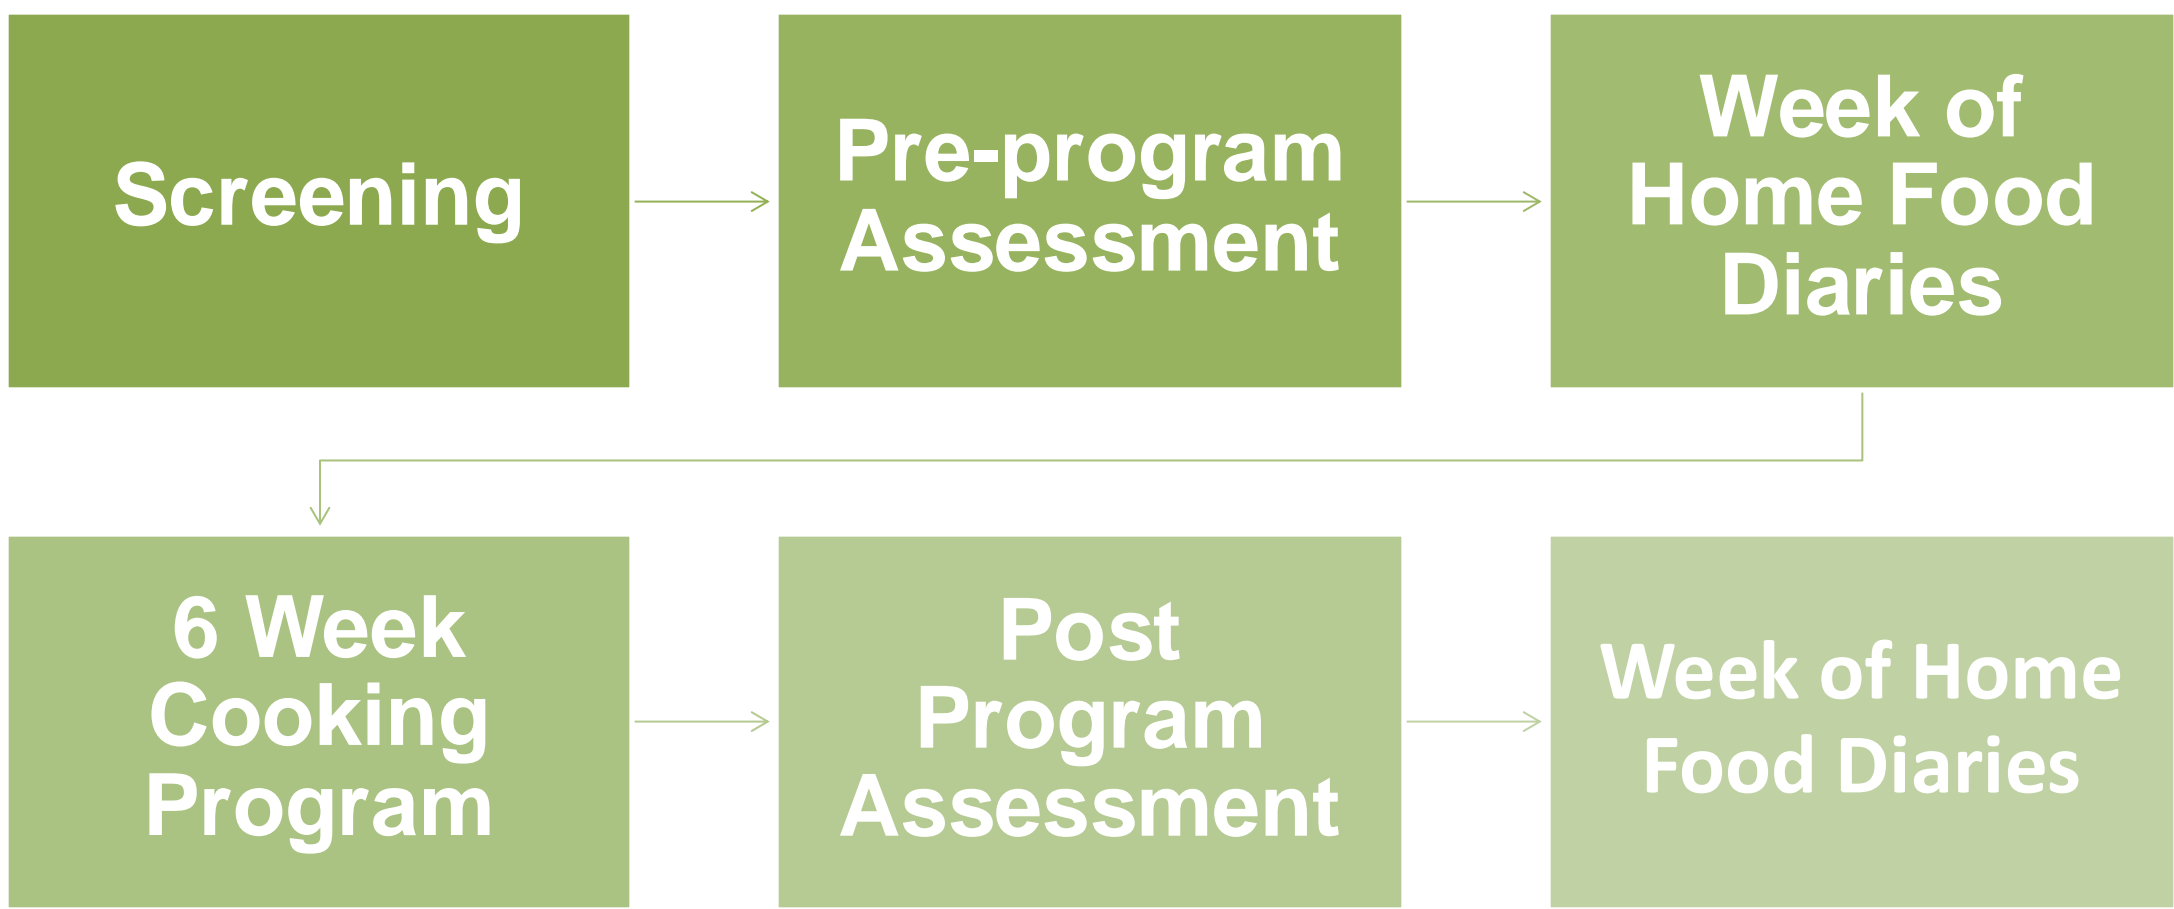 Screening
Pre-program
Assessment
Week of
Home Food
Diaries
6 Week
Cooking
Program
Post
Program
Assessment
Week of Home
Food Diaries